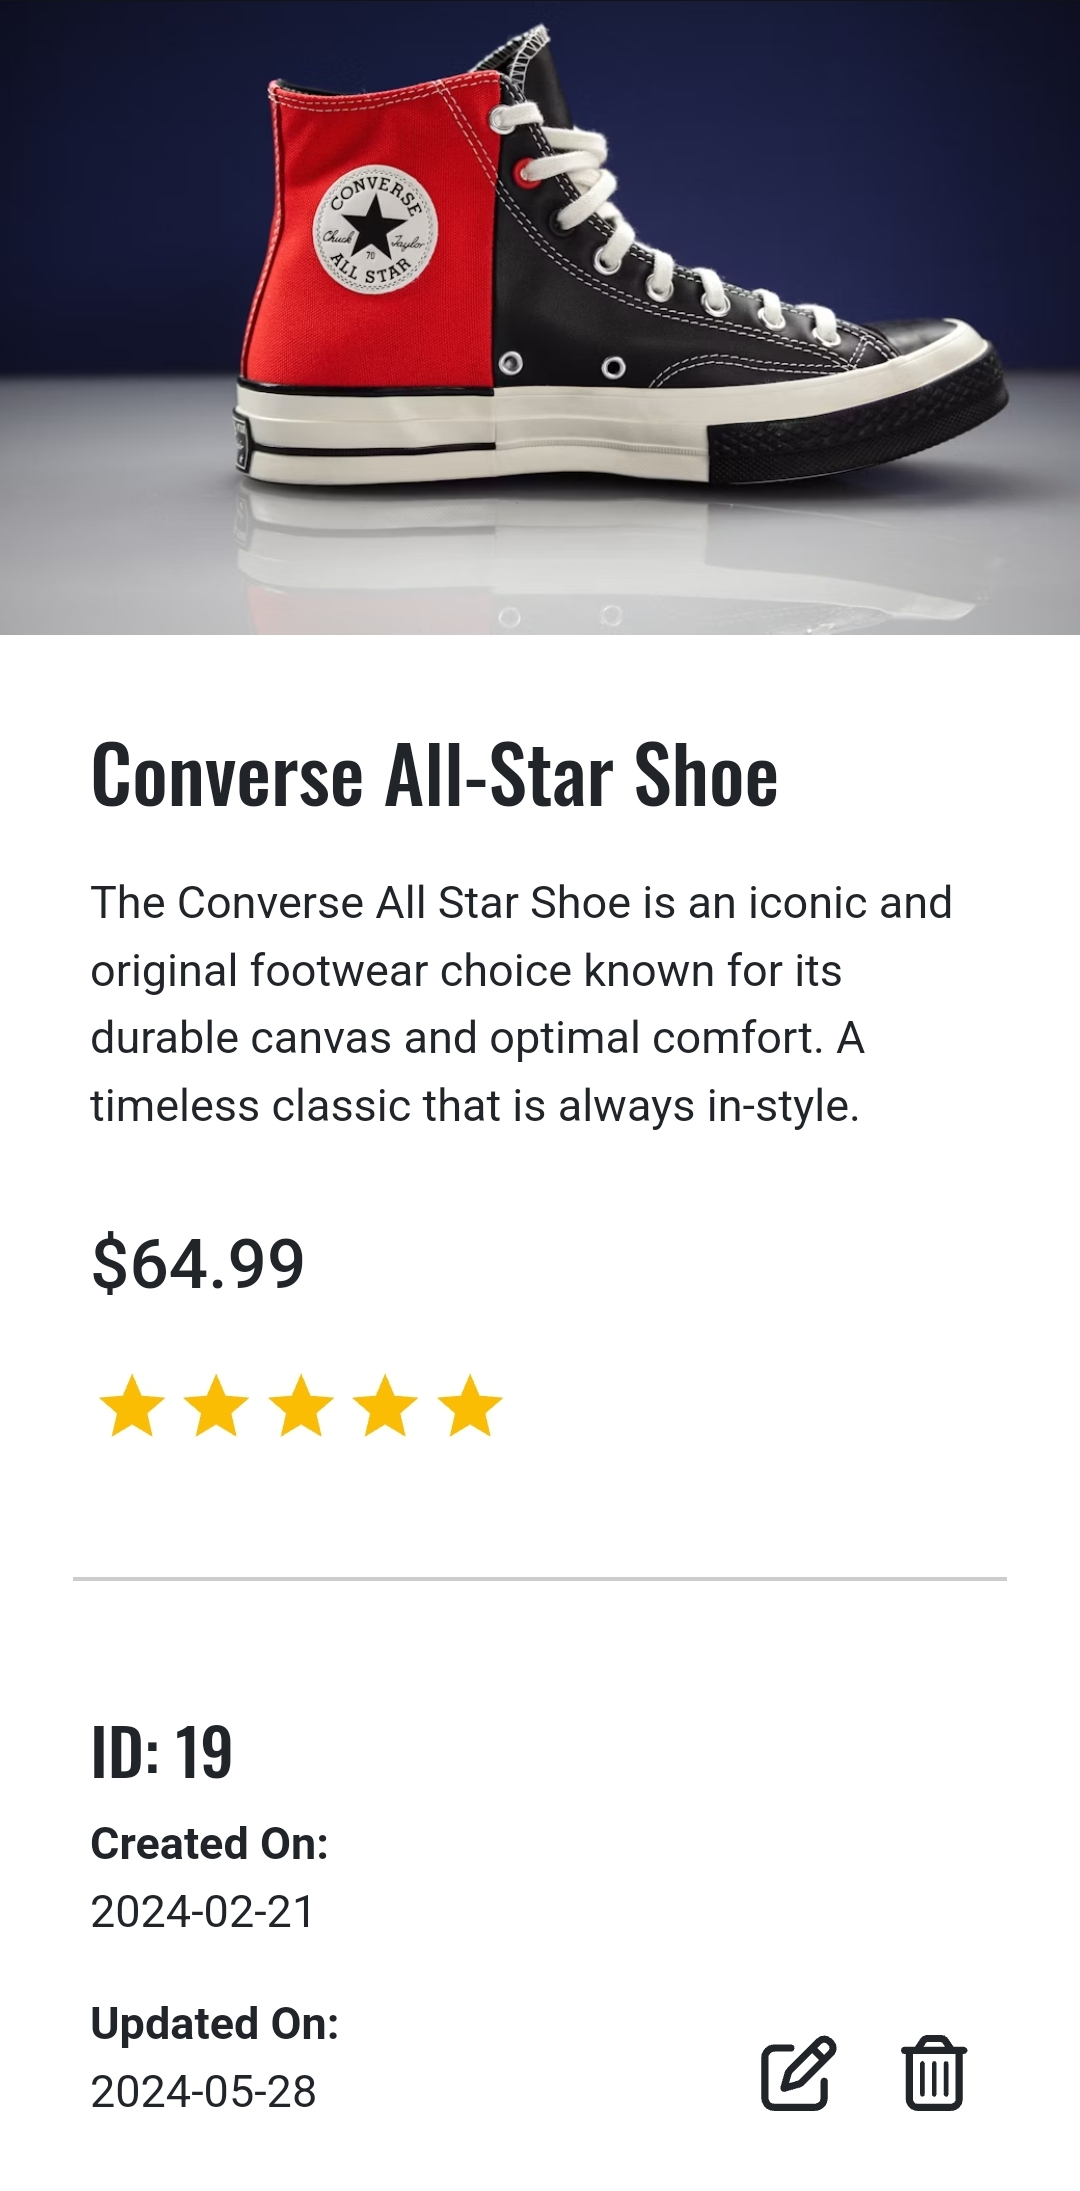 CONVERSE
Chuck Taylor
70
ALL STAR
Converse All-Star Shoe
The Converse All Star Shoe is an iconic and
original footwear choice known for its
durable canvas and optimal comfort. A
timeless classic that is always in-style.
$64.99
ID: 19
Created On:
2024-02-21
Updated On:
2024-05-28